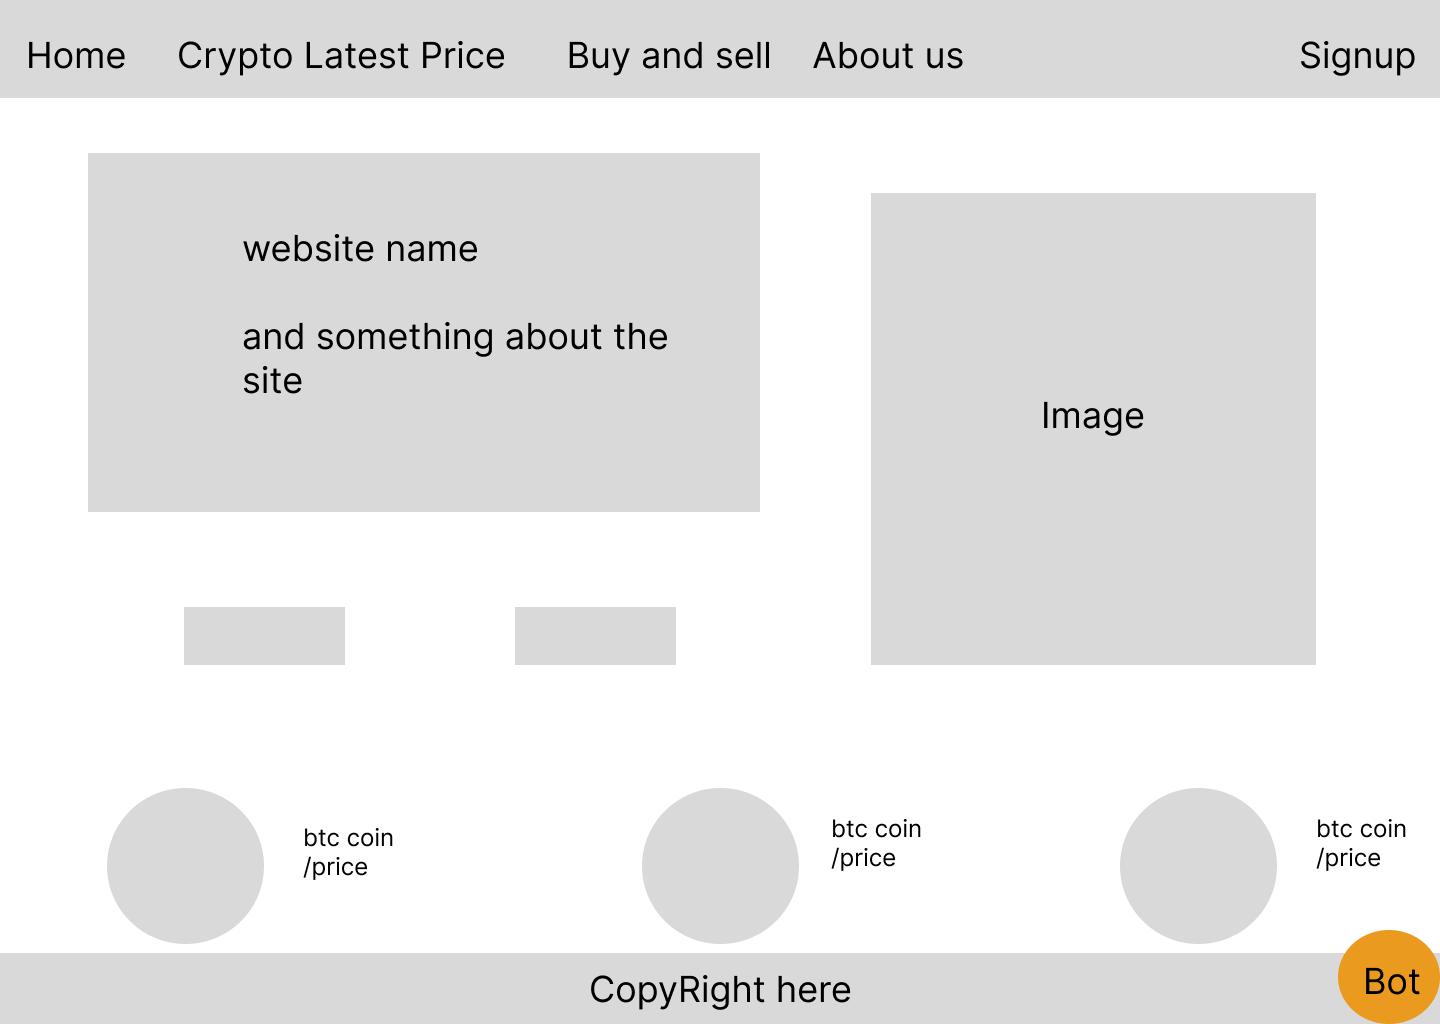 Home Crypto Latest Price Buy and sell About us Signup
website name
and something about the
site
Image
btc coin
/price
btc coin
/price
btc coin
/price
CopyRight here
Bot